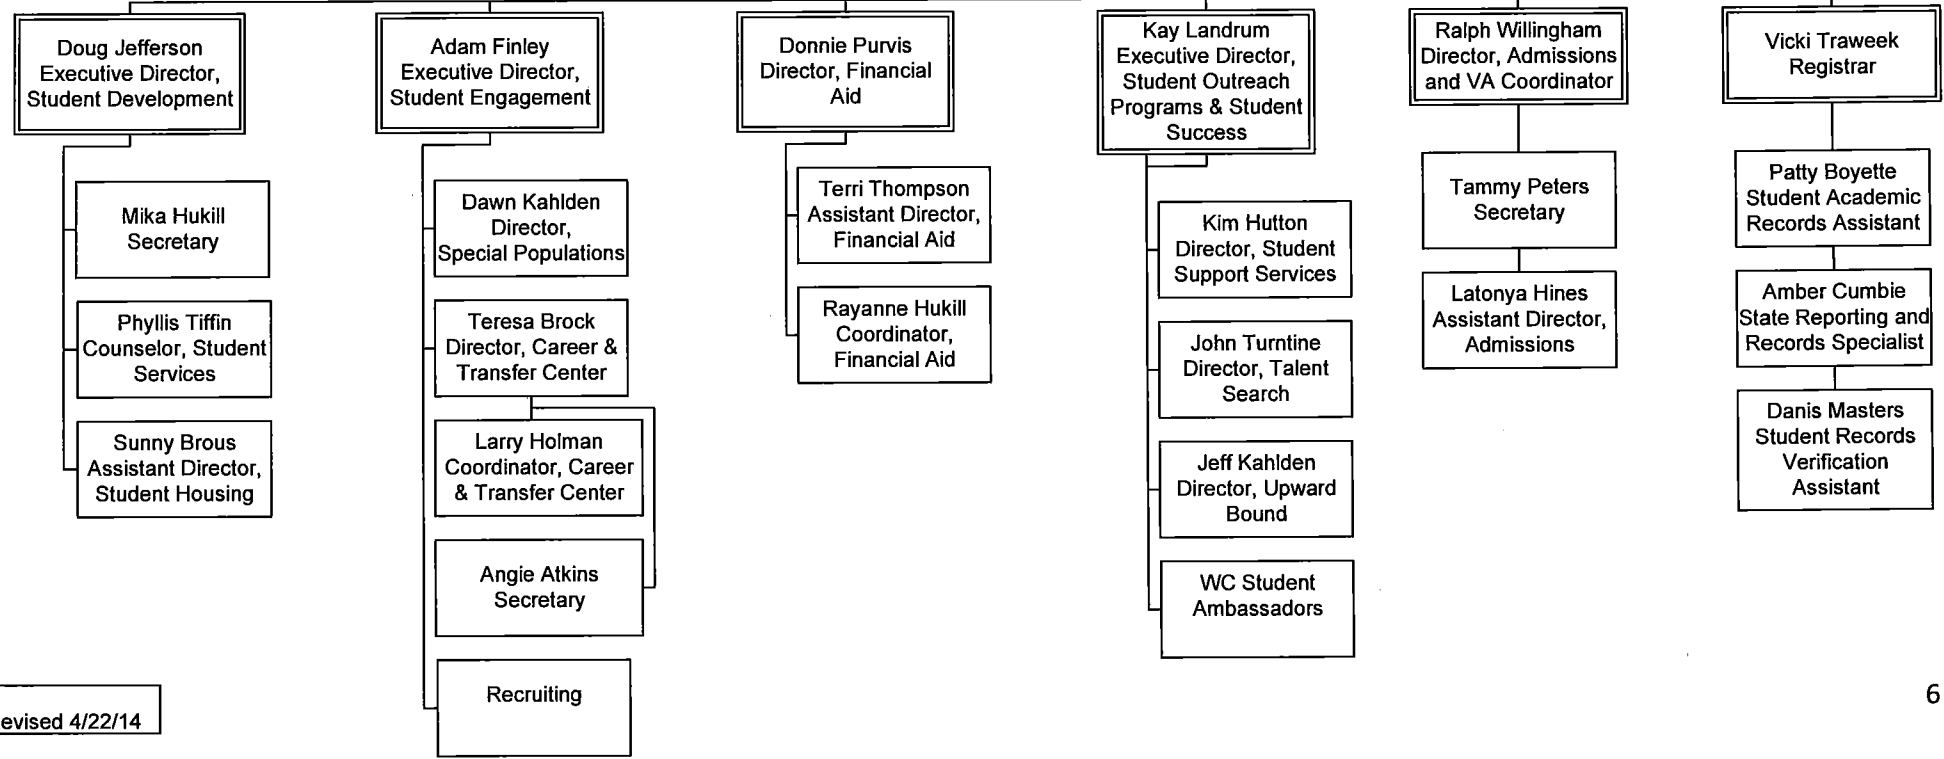 Doug Jefferson
Executive Director,
Student Development
Mika Hukill
Secretary
Phyllis Tiffin
Counselor, Student
Services
Sunny Brous
Assistant Director,
Student Housing
Adam Finley
Executive Director,
Student Engagement
Dawn Kahlden
Director,
Special Populations
Teresa Brock
Director, Career &
Transfer Center
Larry Holman
Coordinator, Career
& Transfer Center
Angie Atkins
Secretary
Recruiting
Donnie Purvis
Director, Financial
Aid
Terri Thompson
Assistant Director,
Financial Aid
Rayanne Hukill
Coordinator,
Financial Aid
Kay Landrum
Executive Director,
Student Outreach
Programs & Student
Success
Kim Hutton
Director, Student
Support Services
John Turntine
Director, Talent
Search
Jeff Kahlden
Director, Upward
Bound
WC Student
Ambassadors
Ralph Willingham
Director, Admissions
and VA Coordinator
Tammy Peters
Secretary
Latonya Hines
Assistant Director,
Admissions
Vicki Traweek
Registrar
Patty Boyette
Student Academic
Records Assistant
Amber Cumbie
State Reporting and
Records Specialist
Danis Masters
Student Records
Verification
Assistant
evised 4/22/14
6